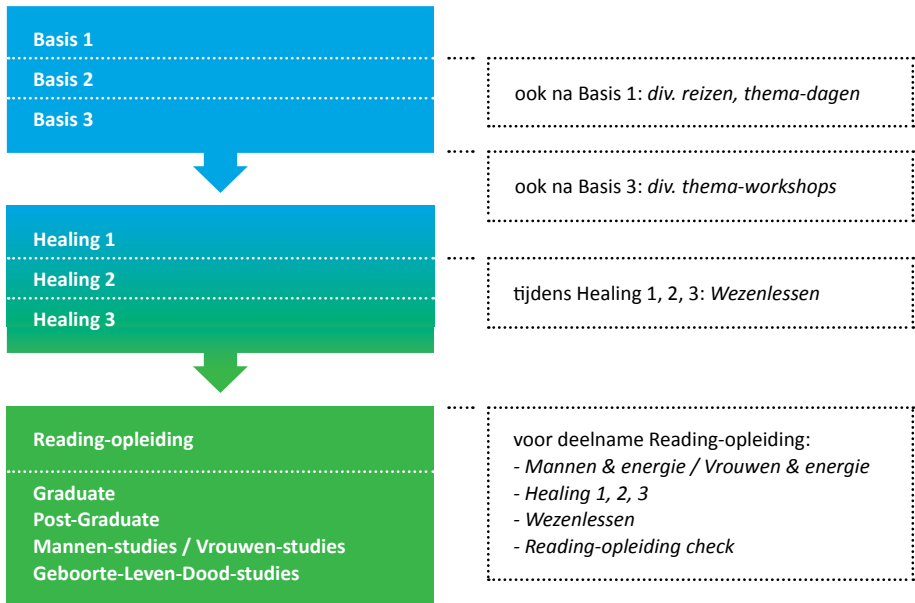 Basis 1
Basis 2
Basis 3
ook na Basis 1: div. reizen, thema-dagen
ook na Basis 3: div. thema-workshops
Healing 1
Healing 2
Healing 3
tijdens Healing 1, 2, 3: Wezenlessen
Reading-opleiding
Graduate
Post-Graduate
Mannen-studies / Vrouwen-studies
Geboorte-Leven-Dood-studies
voor deelname Reading-opleiding:
- Mannen & energie / Vrouwen & energie
- Healing 1, 2, 3
- Wezenlessen
- Reading-opleiding check